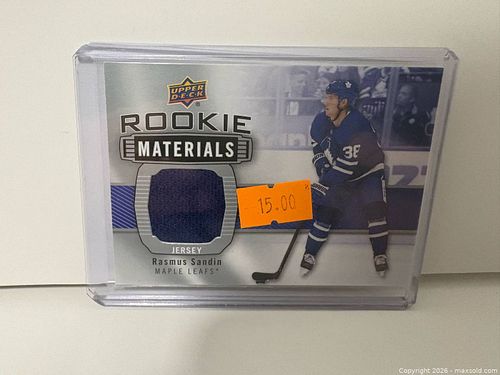 UPPER
DECK
ROOKIE
MATERIALS
38
15.00
JERSEY
Rasmus Sandin
MAPLE LEAFS
Copyright 2026 - maxsold.com